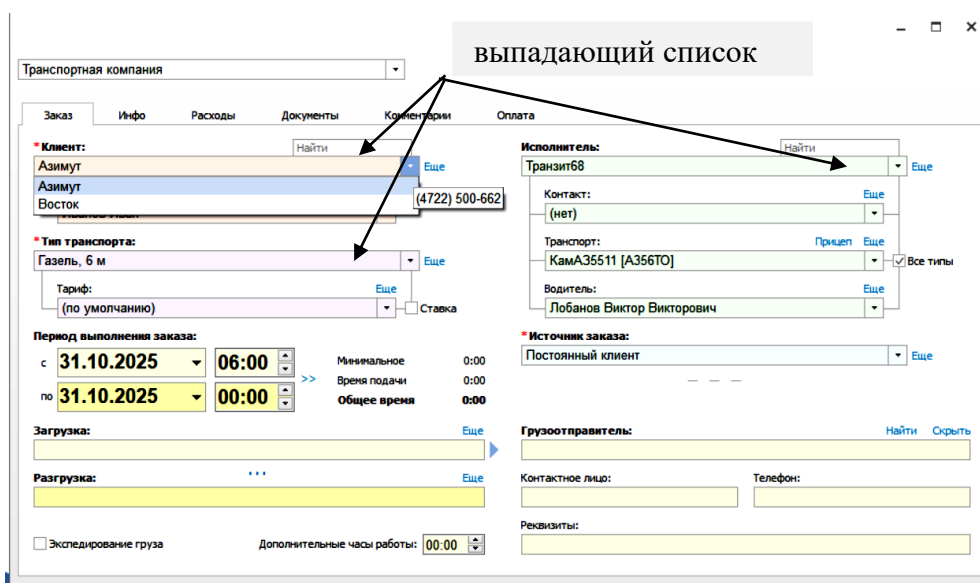 выпадающий список
Транспортная компания
Заказ Инфо Расходы Документы Комментарии Оплата
*Клиент: Найти
Азимут Еще
Азимут
Восток
(4722) 500-662
Иванов Иван
*Тип транспорта:
Газель, 6 м Еще
Тариф: Еще
(по умолчанию) Ставка
Период выполнения заказа:
с 31.10.2025 06:00
по 31.10.2025 00:00
>>
Минимальное 0:00
Время подачи 0:00
Общее время 0:00
Загрузка: Еще
Разгрузка: ... Еще
Экспедирование груза Дополнительные часы работы: 00:00
Исполнитель: Найти
Транзит68 Еще
Контакт: Еще
(нет)
Транспорт: Прицеп Еще
КамАЗ5511 [А356ТО] Все типы
Водитель: Еще
Лобанов Виктор Викторович
*Источник заказа:
Постоянный клиент Еще
— — —
Грузоотправитель: Найти Скрыть
Контактное лицо: Телефон:
Реквизиты: